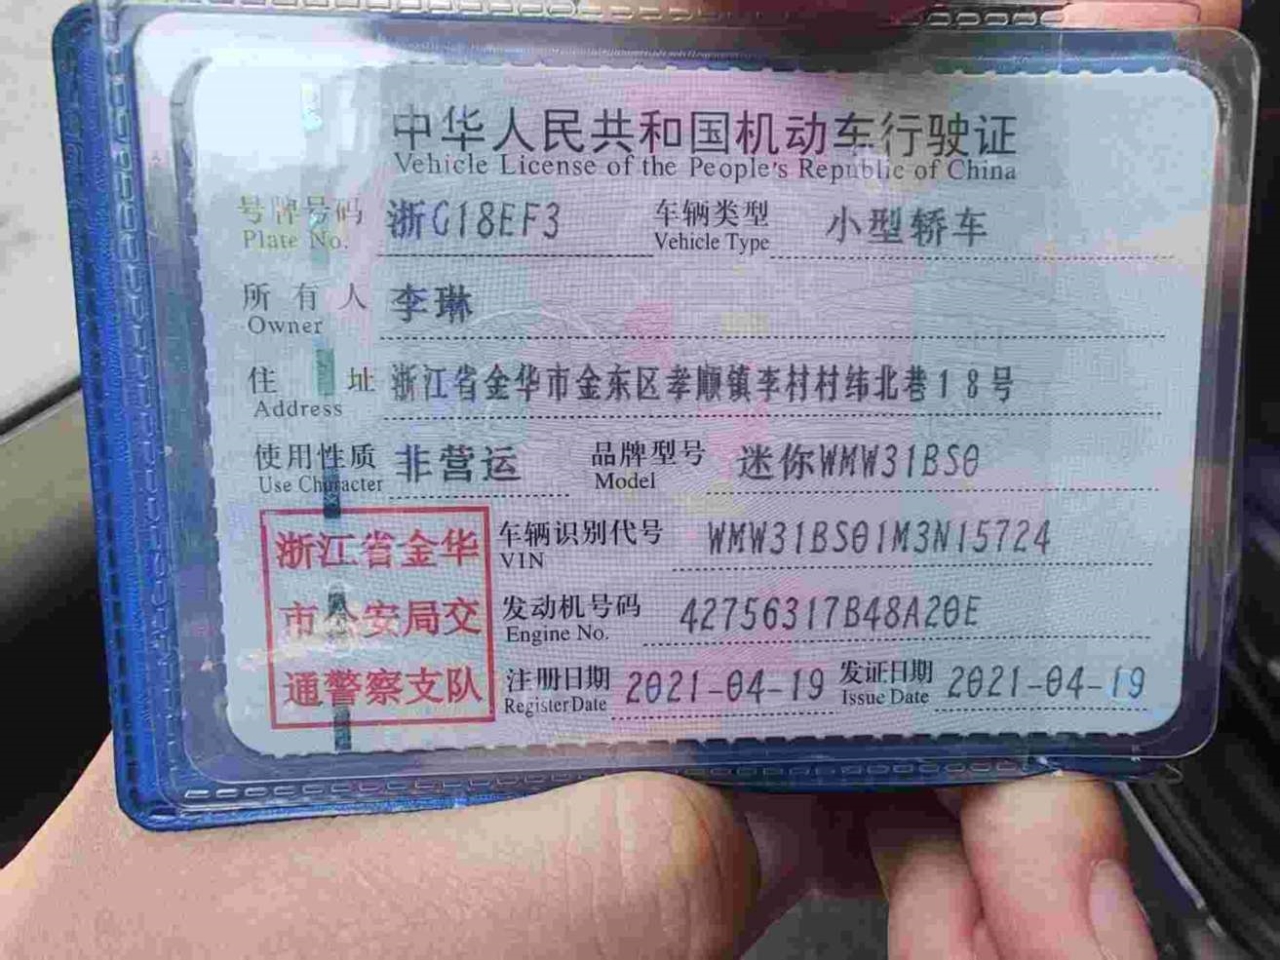 中华人民共和国机动车行驶证
Vehicle License of the People's Republic of China
号牌号码 浙G18EF3 车辆类型 小型轿车
Plate No. Vehicle Type
所有人 李琳
Owner
住址 浙江省金华市金东区孝顺镇李村村纬北巷18号
Address
使用性质 非营运 品牌型号 迷你WMW31BS0
Use Character Model
浙江省金华
市公安局交
通警察支队
车辆识别代号 WMW31BS01M3N15724
VIN
发动机号码 42756317B48A20E
Engine No.
注册日期 2021-04-19 发证日期 2021-04-19
Register Date Issue Date